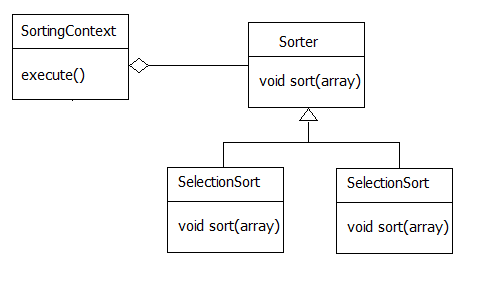 SortingContext
execute()
Sorter
void sort(array)
SelectionSort
void sort(array)
SelectionSort
void sort(array)